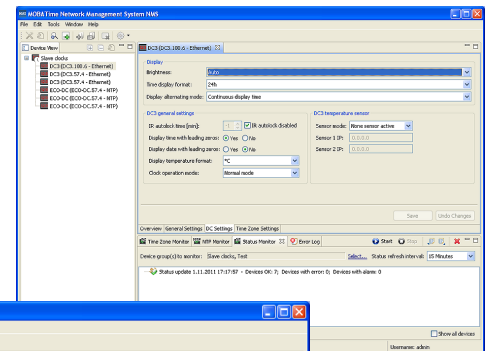 MOBATime Network Management System NMS
File Edit Tools Window Help
Device View
Slave clocks
DC3 (DC3.100.6 - Ethernet)
DC3 (DC3.57.4 - Ethernet)
DC3 (DC3.57.4 - Ethernet)
DC3 (DC3.57.4 - Ethernet)
ECO-DC (ECO-DC.57.4 - NTP)
ECO-DC (ECO-DC.57.4 - NTP)
ECO-DC (ECO-DC.57.4 - NTP)
DC3 (DC3.100.6 - Ethernet)
Display
Brightness: Auto
Time display format: 24h
Display alternating mode: Continuous display time
DC3 general settings
IR autolock time [min]: IR autolock disabled
Display time with leading zeros: Yes No
Display date with leading zeros: Yes No
Display temperature format: °C
Clock operation mode: Normal mode
DC3 temperature sensor
Sensor mode: None sensor active
Sensor 1 IP: 0.0.0.0
Sensor 2 IP: 0.0.0.0
Save Undo Changes
Overview General Settings DC Settings Time Zone Settings
Time Zone Monitor NTP Monitor Status Monitor Error Log Start Stop
Device group(s) to monitor: Slave clocks, Test Select... Status refresh interval: 15 Minutes
Status update 1.11.2011 17:17:57 - Devices OK: 7; Devices with error: 0; Devices with alarm: 0
Show all devices
Username: admin